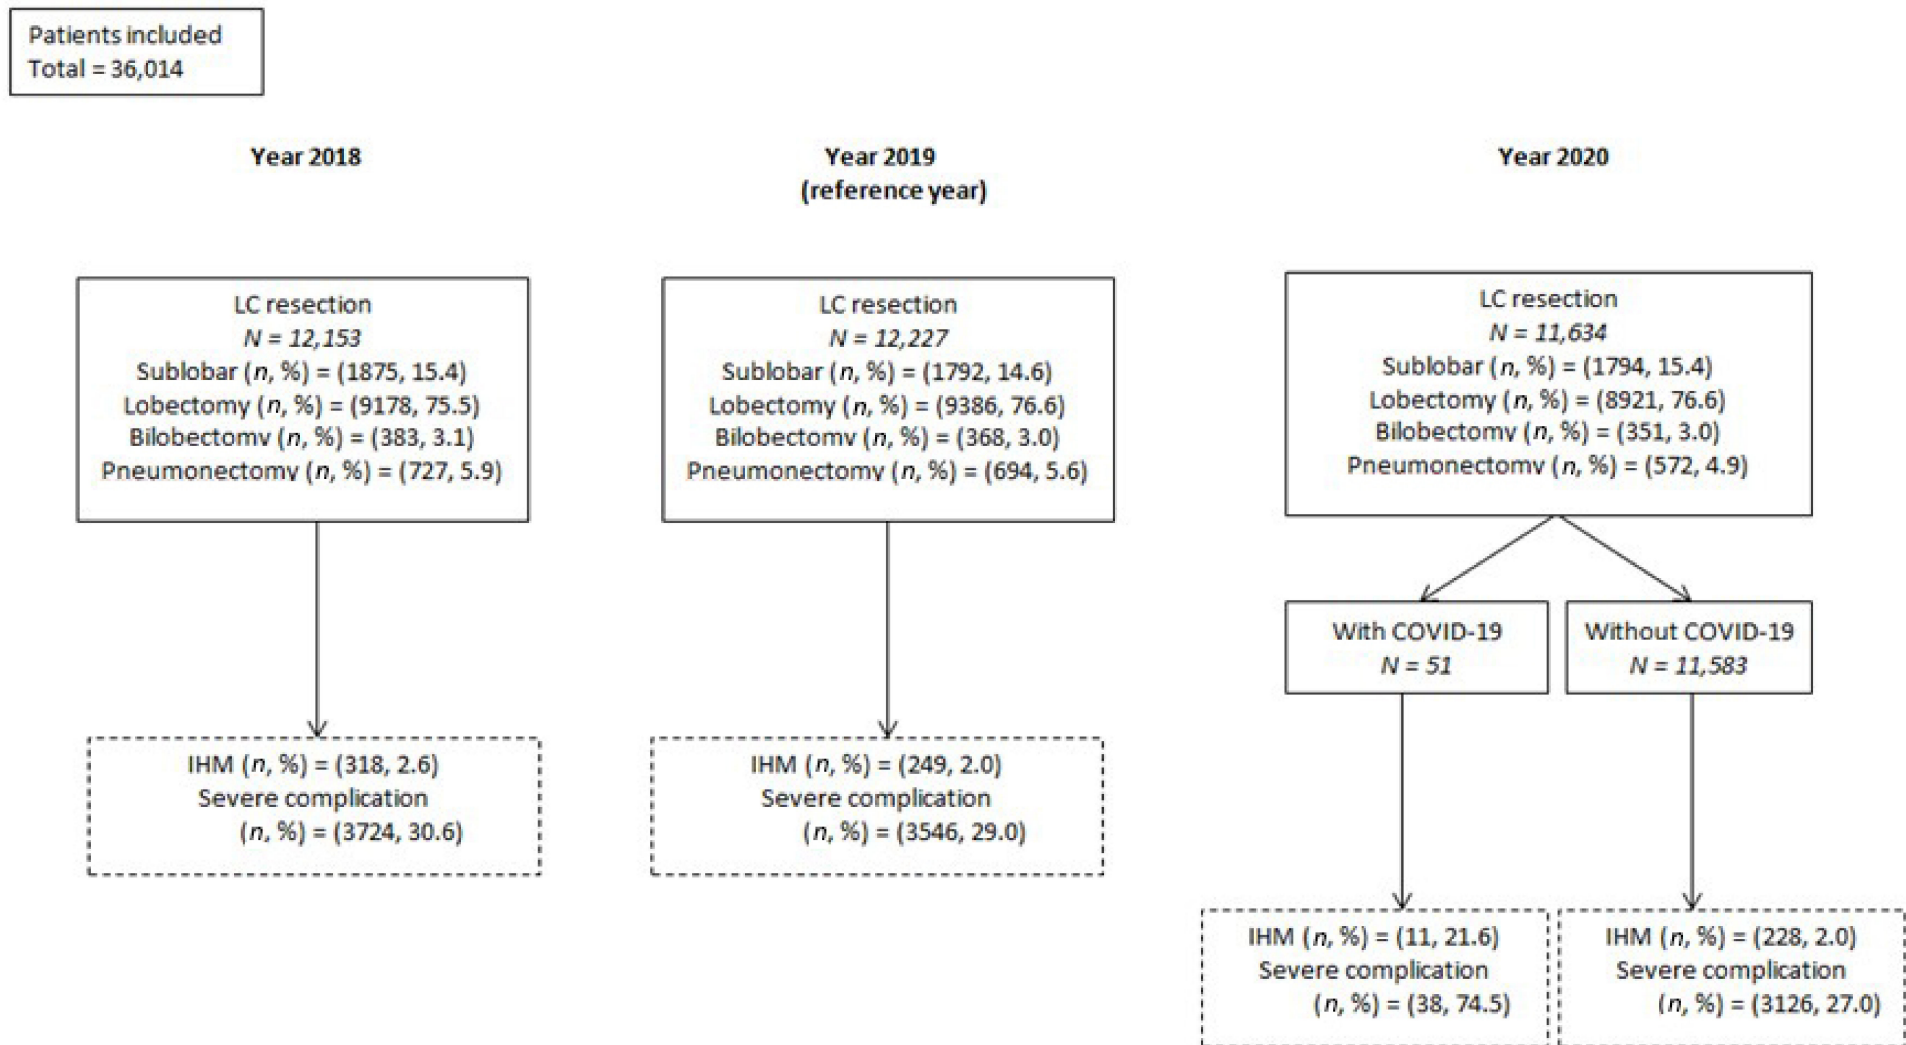 Patients included
Total = 36,014
Year 2018
Year 2019
(reference year)
Year 2020
LC resection
N = 12,153
Sublobar (n, %) = (1875, 15.4)
Lobectomy (n, %) = (9178, 75.5)
Bilobectomy (n, %) = (383, 3.1)
Pneumonectomy (n, %) = (727, 5.9)
LC resection
N = 12,227
Sublobar (n, %) = (1792, 14.6)
Lobectomy (n, %) = (9386, 76.6)
Bilobectomy (n, %) = (368, 3.0)
Pneumonectomy (n, %) = (694, 5.6)
LC resection
N = 11,634
Sublobar (n, %) = (1794, 15.4)
Lobectomy (n, %) = (8921, 76.6)
Bilobectomy (n, %) = (351, 3.0)
Pneumonectomy (n, %) = (572, 4.9)
With COVID-19
N = 51
Without COVID-19
N = 11,583
IHM (n, %) = (318, 2.6)
Severe complication
(n, %) = (3724, 30.6)
IHM (n, %) = (249, 2.0)
Severe complication
(n, %) = (3546, 29.0)
IHM (n, %) = (11, 21.6)
Severe complication
(n, %) = (38, 74.5)
IHM (n, %) = (228, 2.0)
Severe complication
(n, %) = (3126, 27.0)